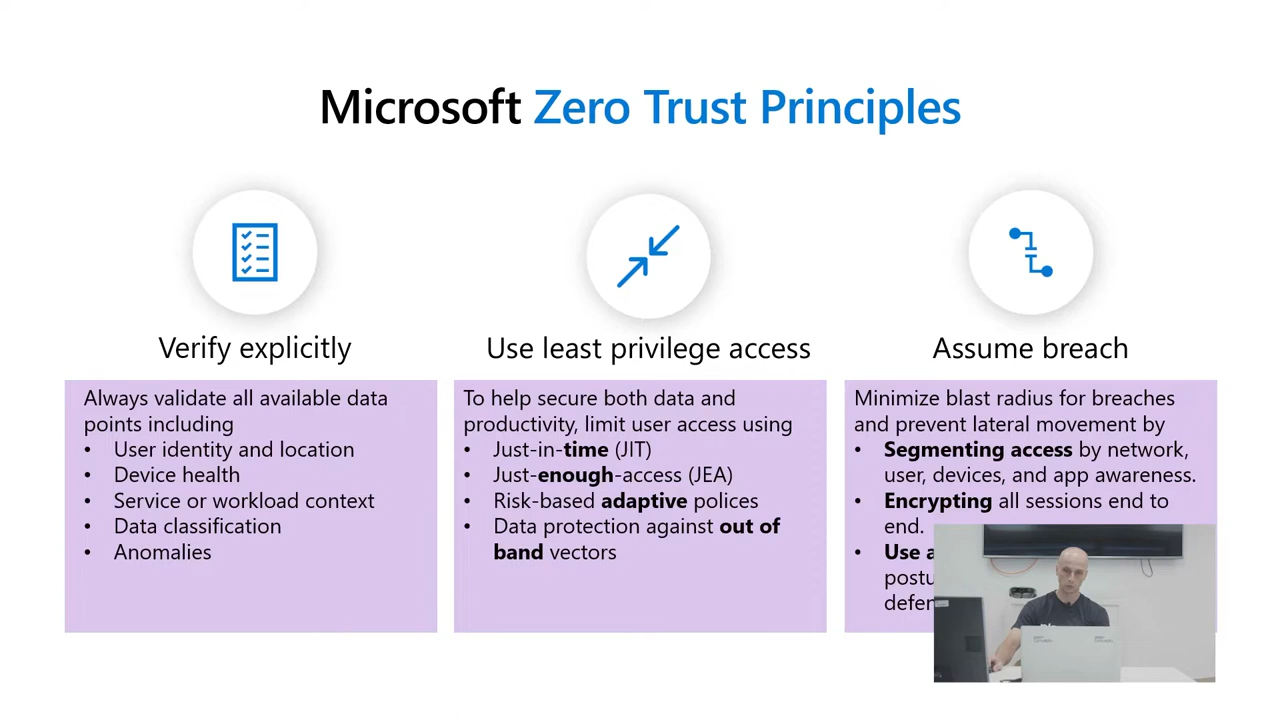 Microsoft Zero Trust Principles
Verify explicitly
Always validate all available data
points including
• User identity and location
• Device health
• Service or workload context
• Data classification
• Anomalies
Use least privilege access
To help secure both data and
productivity, limit user access using
• Just-in-time (JIT)
• Just-enough-access (JEA)
• Risk-based adaptive polices
• Data protection against out of
band vectors
Assume breach
Minimize blast radius for breaches
and prevent lateral movement by
• Segmenting access by network,
user, devices, and app awareness.
• Encrypting all sessions end to
end.
• Use